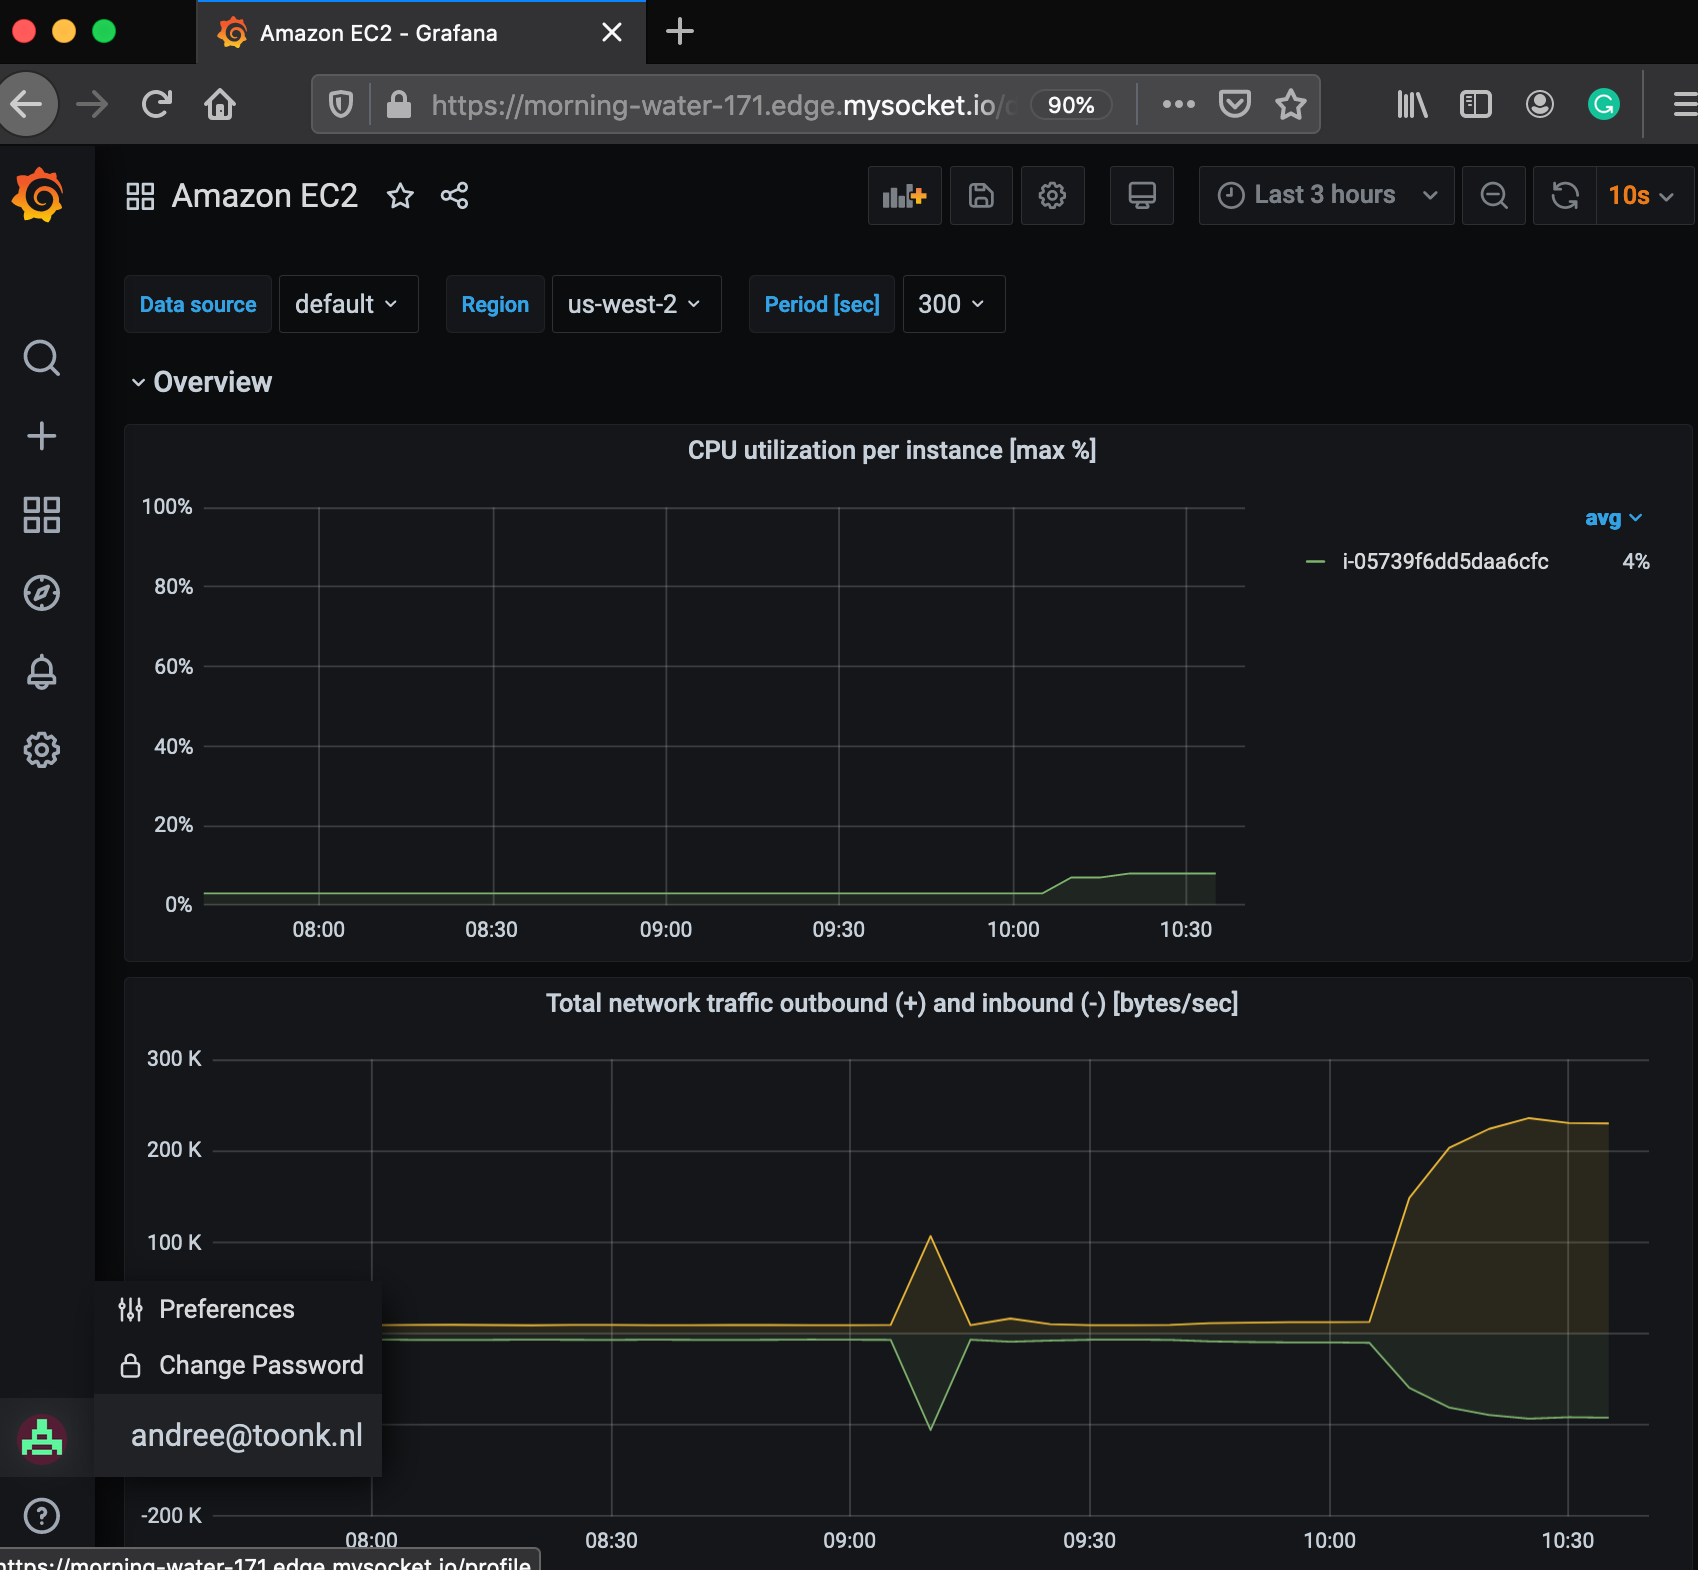 Amazon EC2 - Grafana
https://morning-water-171.edge.mysocket.io/ 90%
Amazon EC2
Last 3 hours
10s
Data source default Region us-west-2 Period [sec] 300
Overview
CPU utilization per instance [max %]
100%
80%
60%
40%
20%
0%
08:00 08:30 09:00 09:30 10:00 10:30
avg
i-05739f6dd5daa6cfc 4%
Total network traffic outbound (+) and inbound (-) [bytes/sec]
300 K
200 K
100 K
-200 K
08:00 08:30 09:00 09:30 10:00 10:30
Preferences
Change Password
andree@toonk.nl
https://morning-water-171.edge.mysocket.io/profile